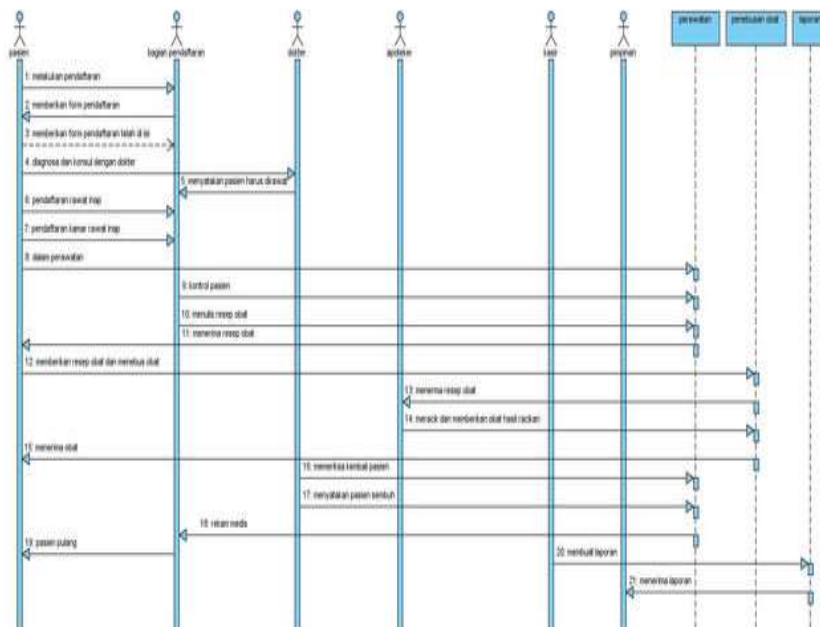 pasien
bagian pendaftaran
dokter
apoteker
kasir
pimpinan
perawatan
penebusan obat
laporan
1: melakukan pendaftaran
2: memberikan form pendaftaran
3: memberikan form pendaftaran telah di isi
4: diagnosa dan konsul dengan dokter
5: menyatakan pasien harus dirawat
6: pendaftaran rawat inap
7: pendaftaran kamar rawat inap
8: dalam perawatan
9: kontrol pasien
10: menulis resep obat
11: menerima resep obat
12: memberikan resep obat dan menebus obat
13: menerima resep obat
14: meracik dan memberikan obat hasil racikan
15: menerima obat
16: memeriksa kembali pasien
17: menyatakan pasien sembuh
18: rekam medis
19: pasien pulang
20: membuat laporan
21: menerima laporan